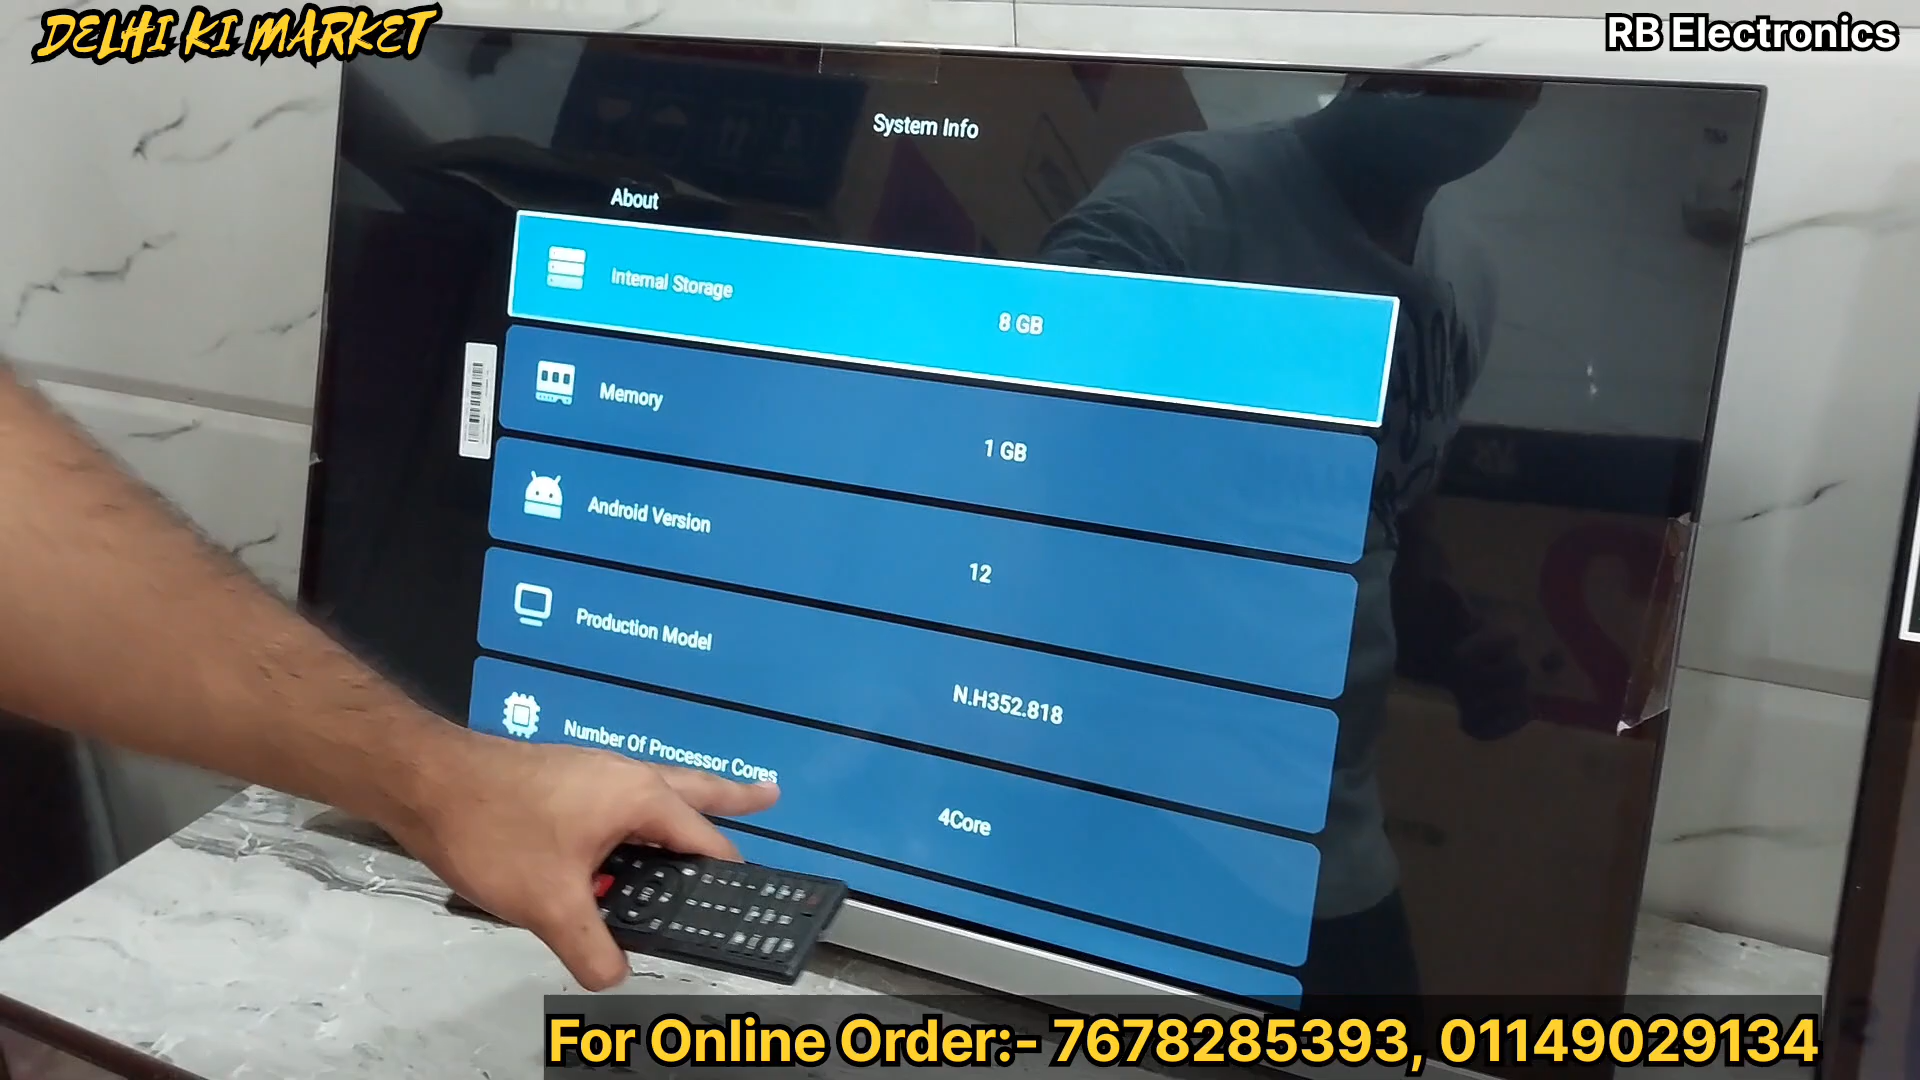 DELHI KI MARKET
RB Electronics
System Info
About
Internal Storage
8 GB
Memory
1 GB
Android Version
12
Production Model
N.H352.818
Number Of Processor Cores
4Core
For Online Order:- 7678285393, 01149029134